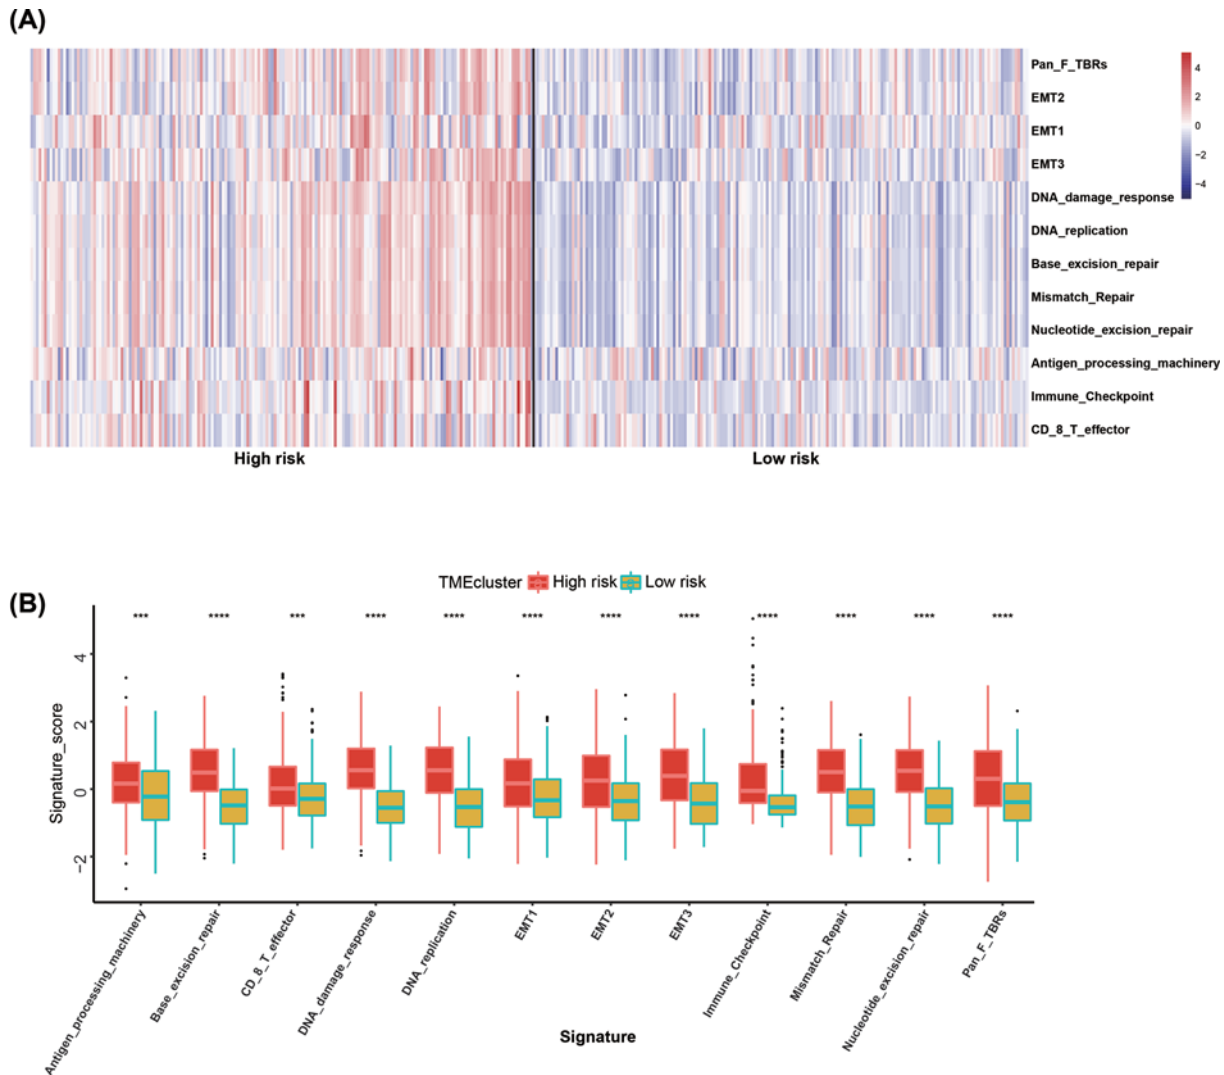 (A)
Pan_F_TBRs
EMT2
EMT1
EMT3
DNA_damage_response
DNA_replication
Base_excision_repair
Mismatch_Repair
Nucleotide_excision_repair
Antigen_processing_machinery
Immune_Checkpoint
CD_8_T_effector
4
2
0
−2
−4
High risk
Low risk
TMEcluster High risk Low risk
(B)
*** **** *** **** **** **** **** **** **** **** **** ****
Signature_score
4
2
0
−2
Antigen_processing_machinery
Base_excision_repair
CD_8_T_effector
DNA_damage_response
DNA_replication
EMT1
EMT2
EMT3
Immune_Checkpoint
Mismatch_Repair
Nucleotide_excision_repair
Pan_F_TBRs
Signature